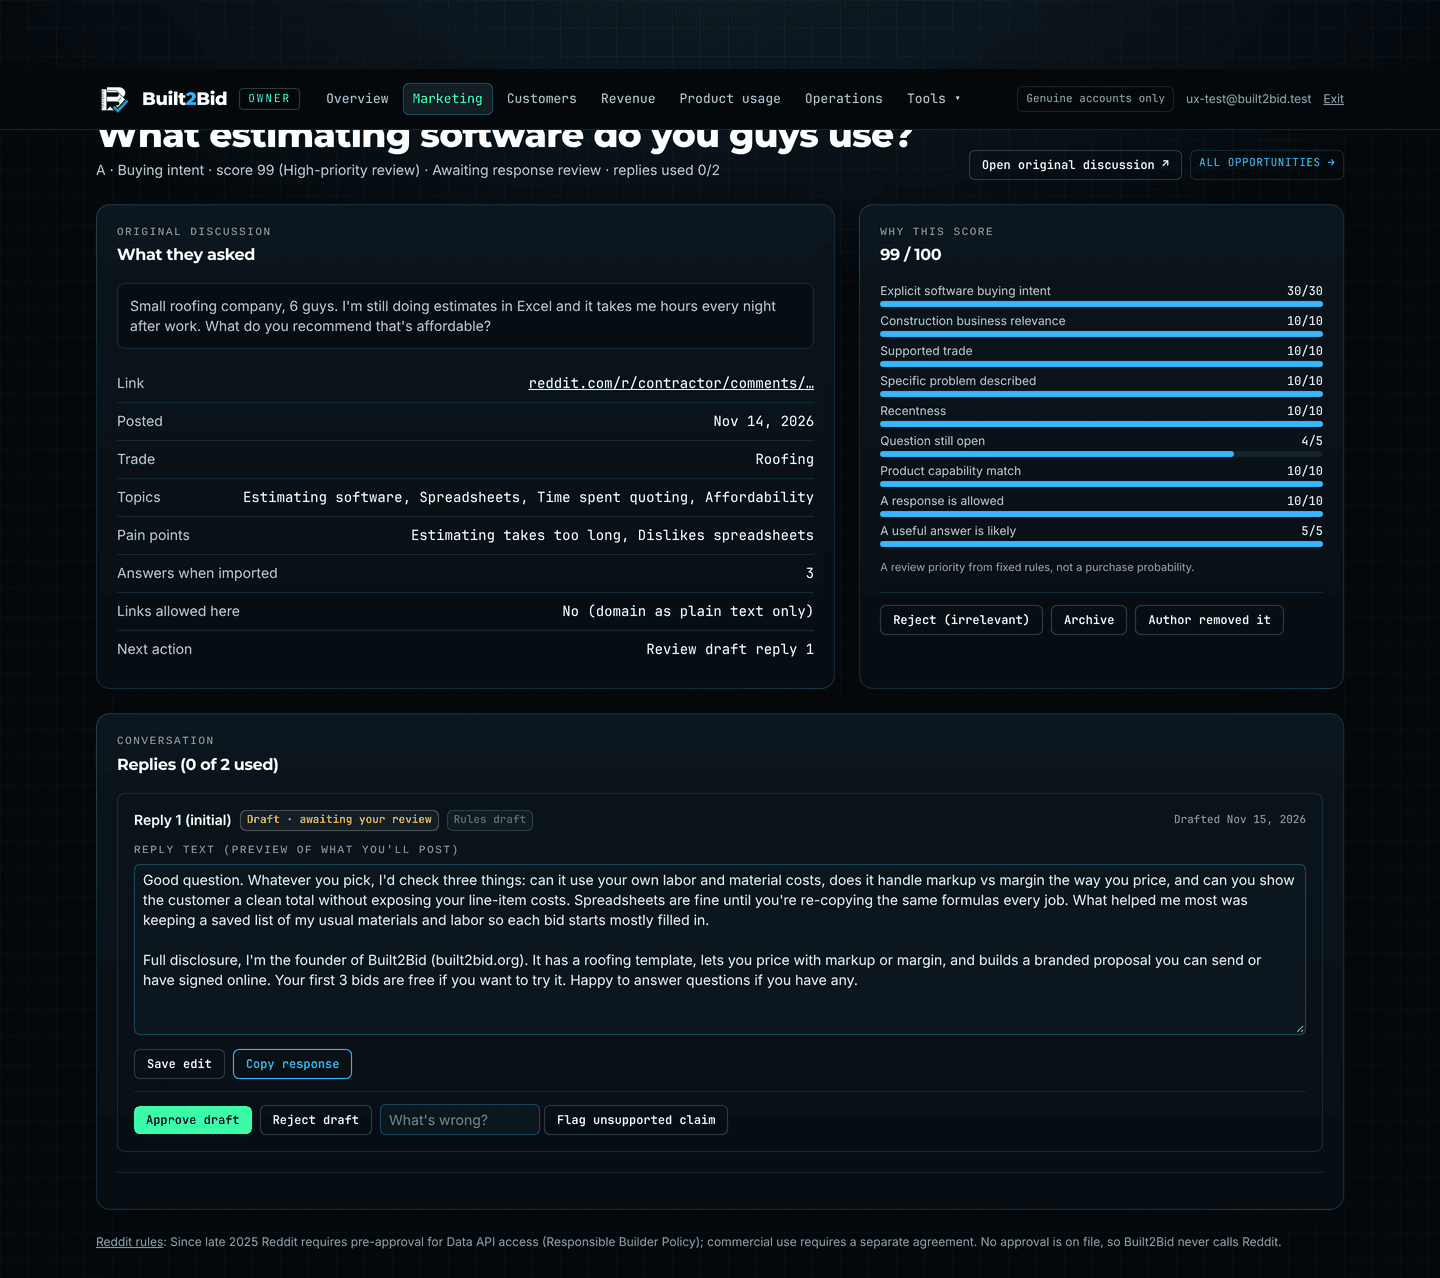 Built2Bid OWNER Overview Marketing Customers Revenue Product usage Operations Tools ▾ Genuine accounts only ux-test@built2bid.test Exit
What estimating software do you guys use?
A · Buying intent · score 99 (High-priority review) · Awaiting response review · replies used 0/2
Open original discussion ↗ ALL OPPORTUNITIES →
ORIGINAL DISCUSSION
What they asked
Small roofing company, 6 guys. I'm still doing estimates in Excel and it takes me hours every night
after work. What do you recommend that's affordable?
Link reddit.com/r/contractor/comments/…
Posted Nov 14, 2026
Trade Roofing
Topics Estimating software, Spreadsheets, Time spent quoting, Affordability
Pain points Estimating takes too long, Dislikes spreadsheets
Answers when imported 3
Links allowed here No (domain as plain text only)
Next action Review draft reply 1
WHY THIS SCORE
99 / 100
Explicit software buying intent 30/30
Construction business relevance 10/10
Supported trade 10/10
Specific problem described 10/10
Recentness 10/10
Question still open 4/5
Product capability match 10/10
A response is allowed 10/10
A useful answer is likely 5/5
A review priority from fixed rules, not a purchase probability.
Reject (irrelevant) Archive Author removed it
CONVERSATION
Replies (0 of 2 used)
Reply 1 (initial) Draft · awaiting your review Rules draft Drafted Nov 15, 2026
REPLY TEXT (PREVIEW OF WHAT YOU'LL POST)
Good question. Whatever you pick, I'd check three things: can it use your own labor and material costs, does it handle markup vs margin the way you price, and can you show
the customer a clean total without exposing your line-item costs. Spreadsheets are fine until you're re-copying the same formulas every job. What helped me most was
keeping a saved list of my usual materials and labor so each bid starts mostly filled in.
Full disclosure, I'm the founder of Built2Bid (built2bid.org). It has a roofing template, lets you price with markup or margin, and builds a branded proposal you can send or
have signed online. Your first 3 bids are free if you want to try it. Happy to answer questions if you have any.
Save edit Copy response
Approve draft Reject draft What's wrong? Flag unsupported claim
Reddit rules: Since late 2025 Reddit requires pre-approval for Data API access (Responsible Builder Policy); commercial use requires a separate agreement. No approval is on file, so Built2Bid never calls Reddit.